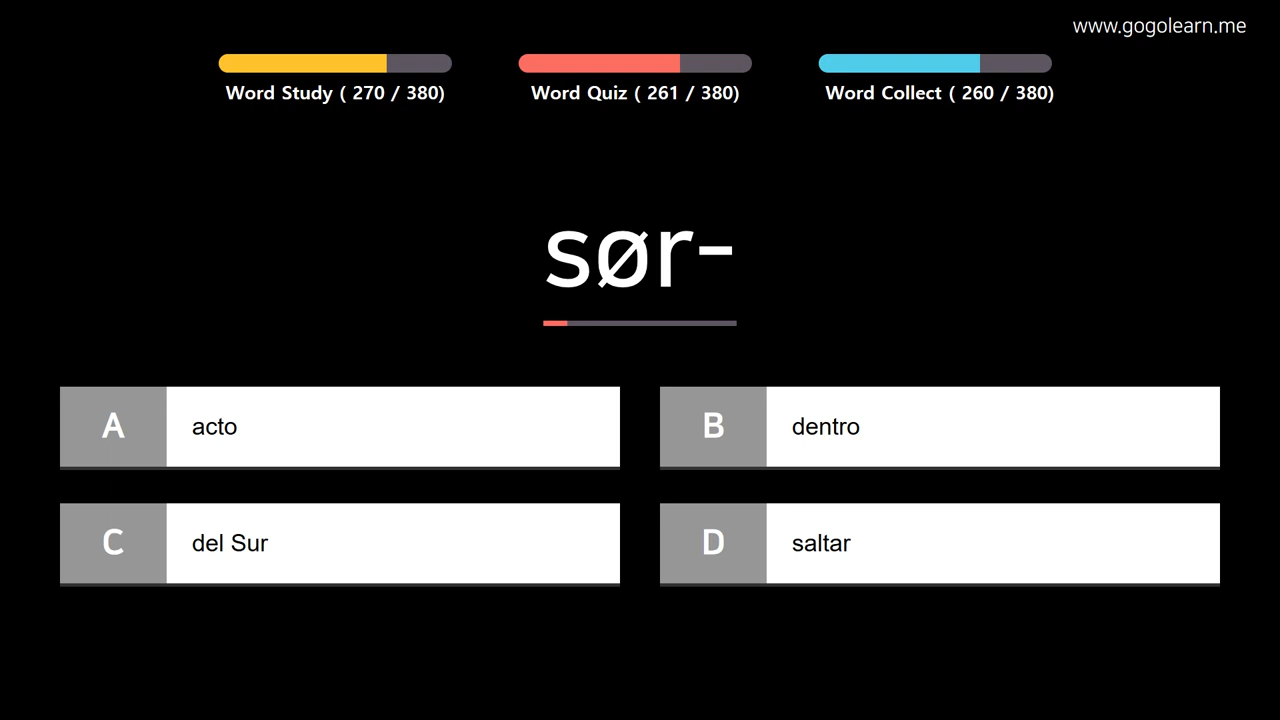 www.gogolearn.me
Word Study ( 270 / 380)
Word Quiz ( 261 / 380)
Word Collect ( 260 / 380)
sør-
A acto
B dentro
C del Sur
D saltar